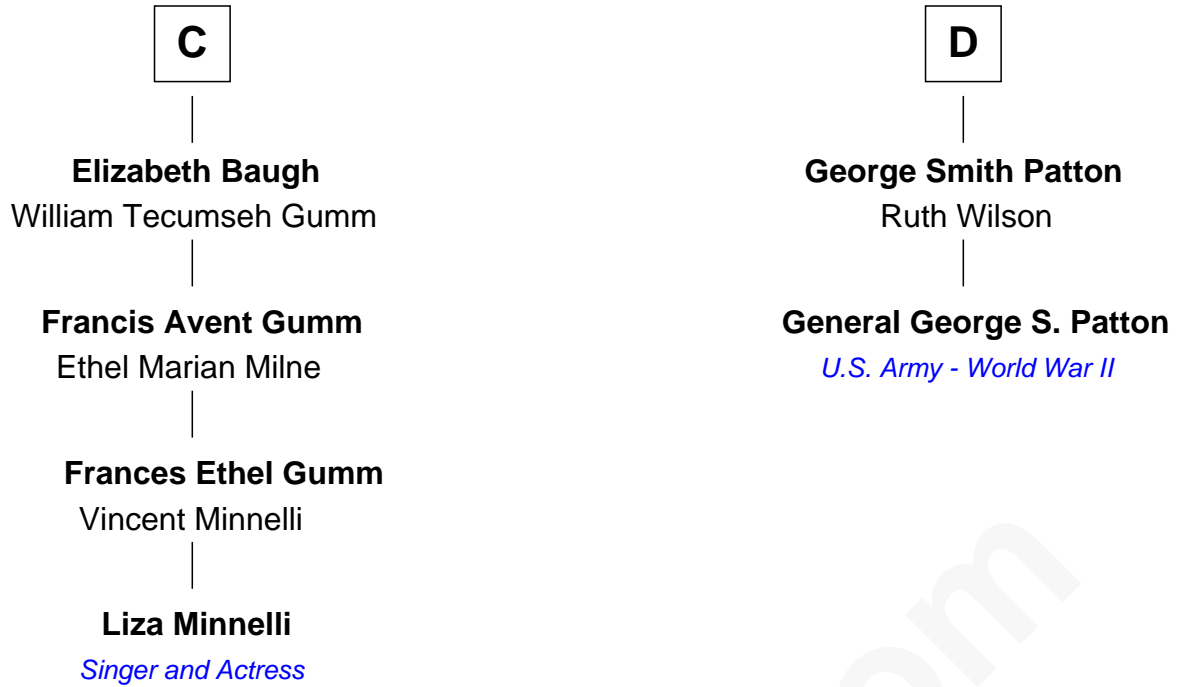 C
Elizabeth Baugh
William Tecumseh Gumm
Francis Avent Gumm
Ethel Marian Milne
Frances Ethel Gumm
Vincent Minnelli
Liza Minnelli
Singer and Actress
D
George Smith Patton
Ruth Wilson
General George S. Patton
U.S. Army - World War II
om